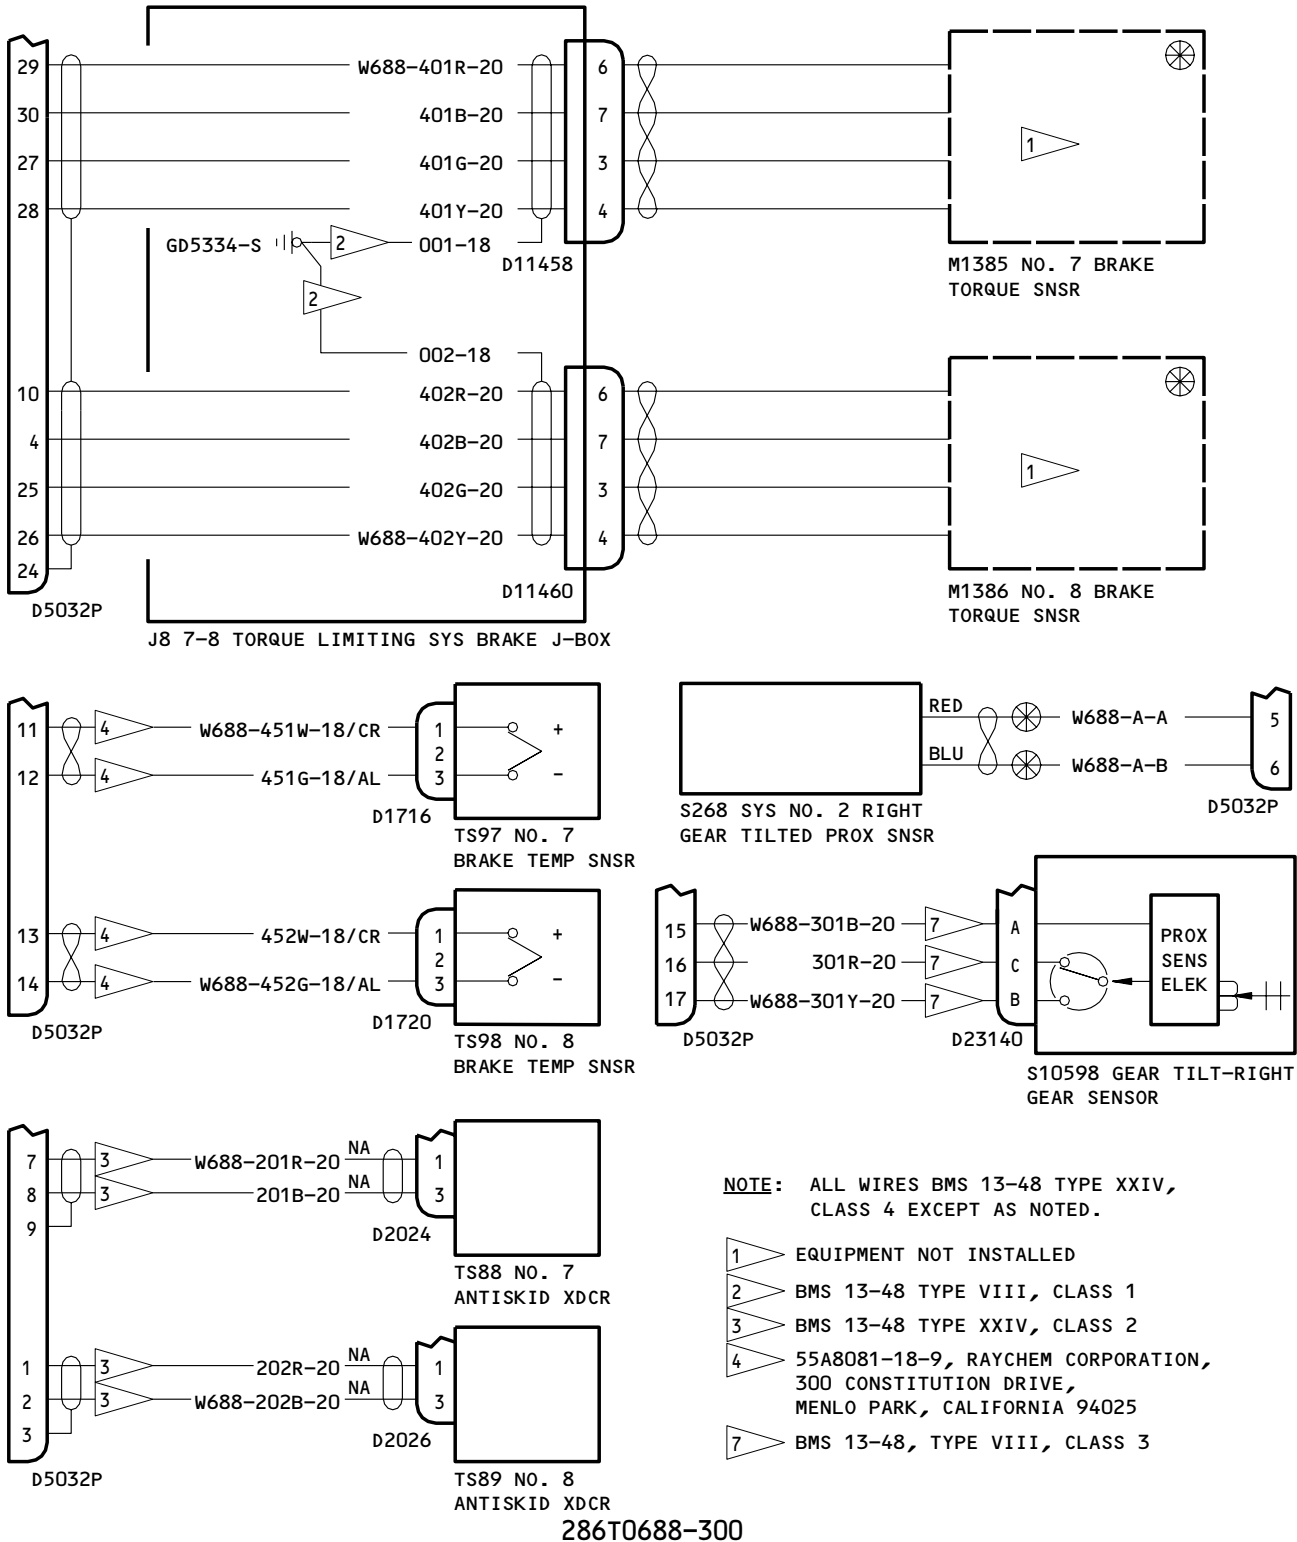 29 W688-401R-20 6
30 401B-20 7
27 401G-20 3
28 401Y-20 4
1
GD5334-S 2 001-18
D11458
M1385 NO. 7 BRAKE
TORQUE SNSR
2
002-18
10 402R-20 6
4 402B-20 7
25 402G-20 3
26 W688-402Y-20 4
24
1
D5032P
D11460
M1386 NO. 8 BRAKE
TORQUE SNSR
J8 7-8 TORQUE LIMITING SYS BRAKE J-BOX
11 4 W688-451W-18/CR 1 +
2
12 4 451G-18/AL 3 -
D1716
TS97 NO. 7
BRAKE TEMP SNSR
RED W688-A-A 5
BLU W688-A-B 6
D5032P
S268 SYS NO. 2 RIGHT
GEAR TILTED PROX SNSR
13 4 452W-18/CR 1 +
2
14 4 W688-452G-18/AL 3 -
D5032P
D1720
TS98 NO. 8
BRAKE TEMP SNSR
15 W688-301B-20 7 A
16 301R-20 7 C
17 W688-301Y-20 7 B
PROX
SENS
ELEK
D5032P
D23140
S10598 GEAR TILT-RIGHT
GEAR SENSOR
7 3 W688-201R-20 NA 1
8 3 201B-20 NA 3
9
D2024
TS88 NO. 7
ANTISKID XDCR
1 3 202R-20 NA 1
2 3 W688-202B-20 NA 3
3
D5032P
D2026
TS89 NO. 8
ANTISKID XDCR
NOTE: ALL WIRES BMS 13-48 TYPE XXIV,
CLASS 4 EXCEPT AS NOTED.
1 EQUIPMENT NOT INSTALLED
2 BMS 13-48 TYPE VIII, CLASS 1
3 BMS 13-48 TYPE XXIV, CLASS 2
4 55A8081-18-9, RAYCHEM CORPORATION,
300 CONSTITUTION DRIVE,
MENLO PARK, CALIFORNIA 94025
7 BMS 13-48, TYPE VIII, CLASS 3
286T0688-300